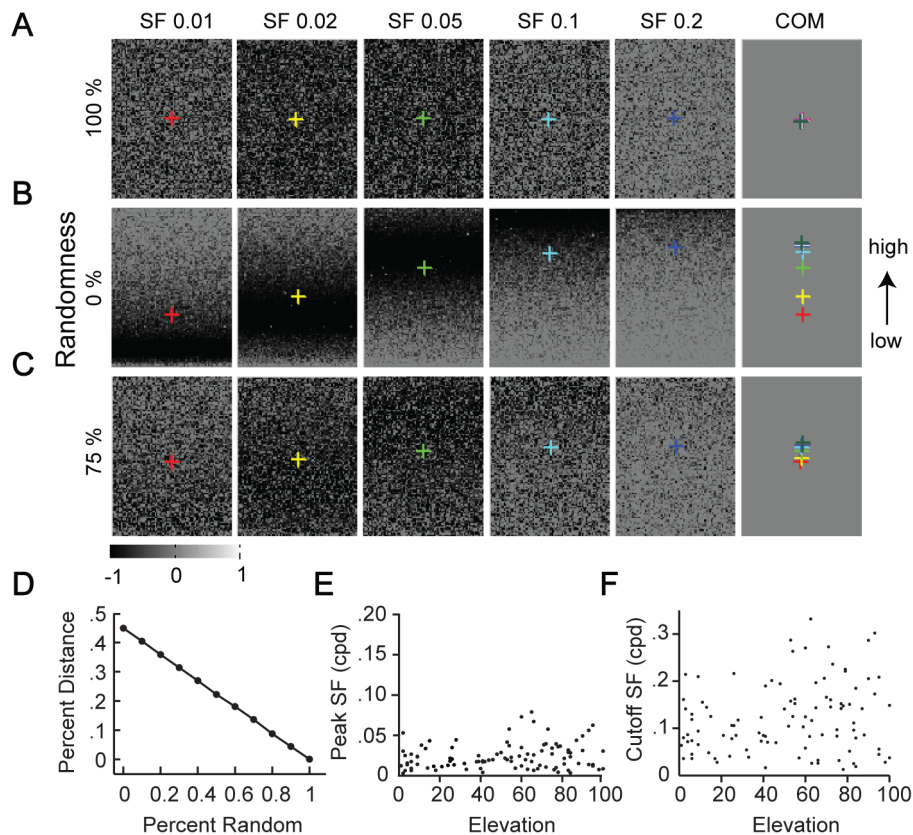 A
SF 0.01 SF 0.02 SF 0.05 SF 0.1 SF 0.2 COM
100 %
B
Randomness
0 %
high
low
C
75 %
-1 0 1
D
Percent Distance
.5
.4
.3
.2
.1
0
0 0.2 0.4 0.6 0.8 1
Percent Random
E
Peak SF (cpd)
.20
.15
.10
.05
0
0 20 40 60 80 100
Elevation
F
Cutoff SF (cpd)
.3
.2
.1
0
0 20 40 60 80 100
Elevation